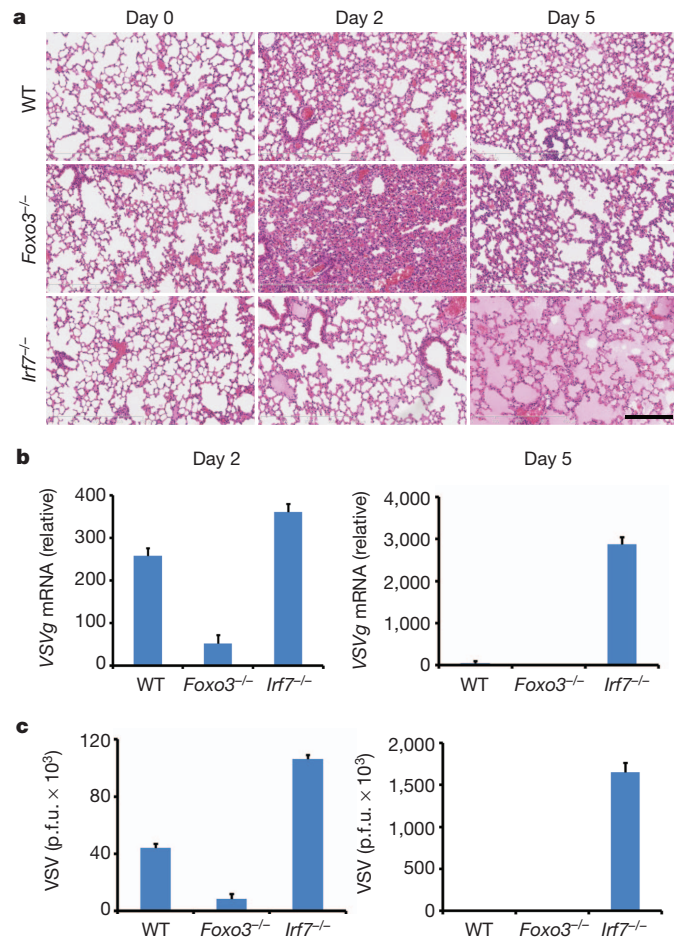 a
Day 0 Day 2 Day 5
WT
Foxo3−/−
Irf7−/−
b
Day 2 Day 5
VSVg mRNA (relative)
400
300
200
100
0
WT Foxo3−/− Irf7−/−
VSVg mRNA (relative)
4,000
3,000
2,000
1,000
0
WT Foxo3−/− Irf7−/−
c
VSV (p.f.u. × 10³)
120
80
40
0
WT Foxo3−/− Irf7−/−
VSV (p.f.u. × 10³)
2,000
1,500
1,000
500
0
WT Foxo3−/− Irf7−/−